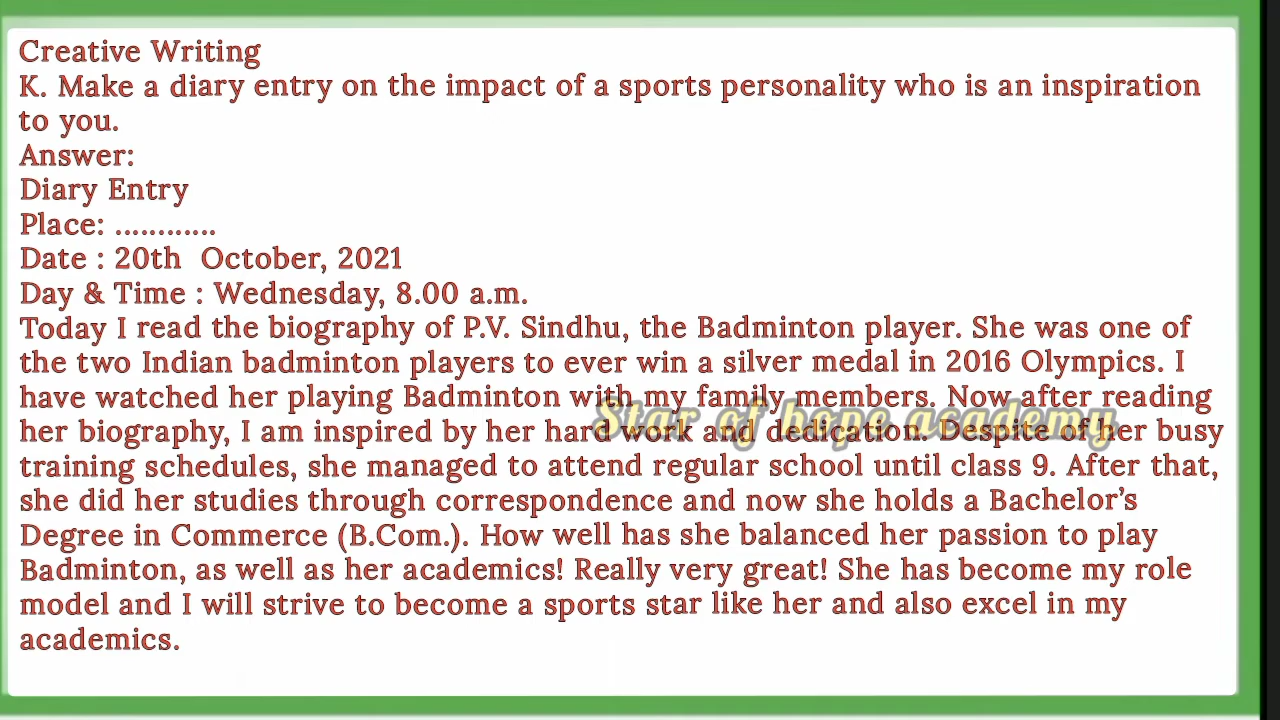 Creative Writing
K. Make a diary entry on the impact of a sports personality who is an inspiration
to you.
Answer:
Diary Entry
Place: ............
Date : 20th  October, 2021
Day & Time : Wednesday, 8.00 a.m.
Today I read the biography of P.V. Sindhu, the Badminton player. She was one of
the two Indian badminton players to ever win a silver medal in 2016 Olympics. I
have watched her playing Badminton with my family members. Now after reading
Star of hope academy
her biography, I am inspired by her hard work and dedication. Despite of her busy
training schedules, she managed to attend regular school until class 9. After that,
she did her studies through correspondence and now she holds a Bachelor’s
Degree in Commerce (B.Com.). How well has she balanced her passion to play
Badminton, as well as her academics! Really very great! She has become my role
model and I will strive to become a sports star like her and also excel in my
academics.